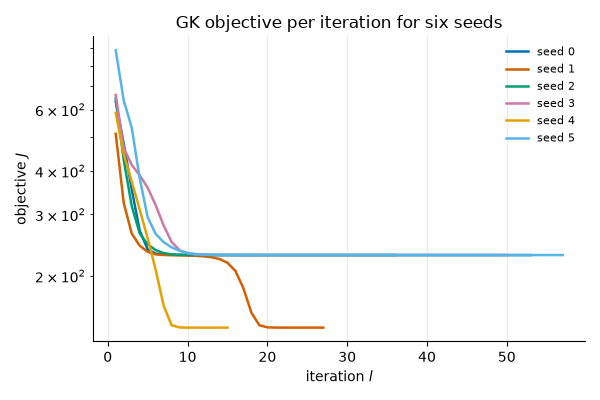 GK objective per iteration for six seeds
seed 0
seed 1
seed 2
seed 3
seed 4
seed 5
6 × 10²
4 × 10²
3 × 10²
2 × 10²
objective J
0 10 20 30 40 50
iteration l